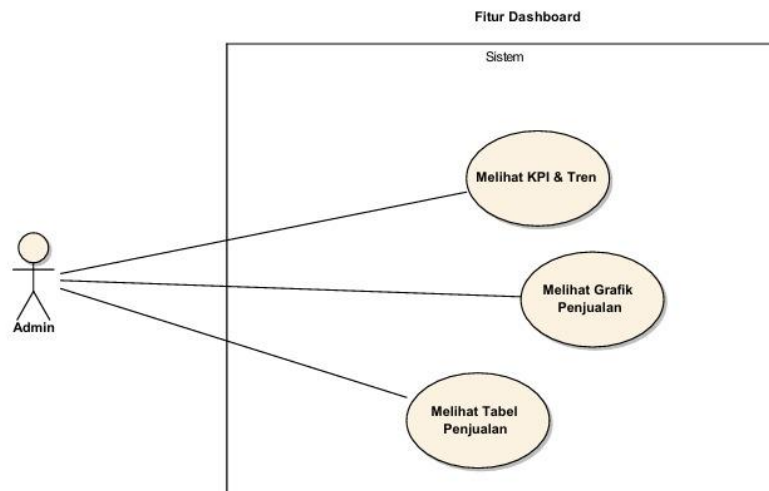 Fitur Dashboard
Sistem
Melihat KPI & Tren
Melihat Grafik
Penjualan
Admin
Melihat Tabel
Penjualan